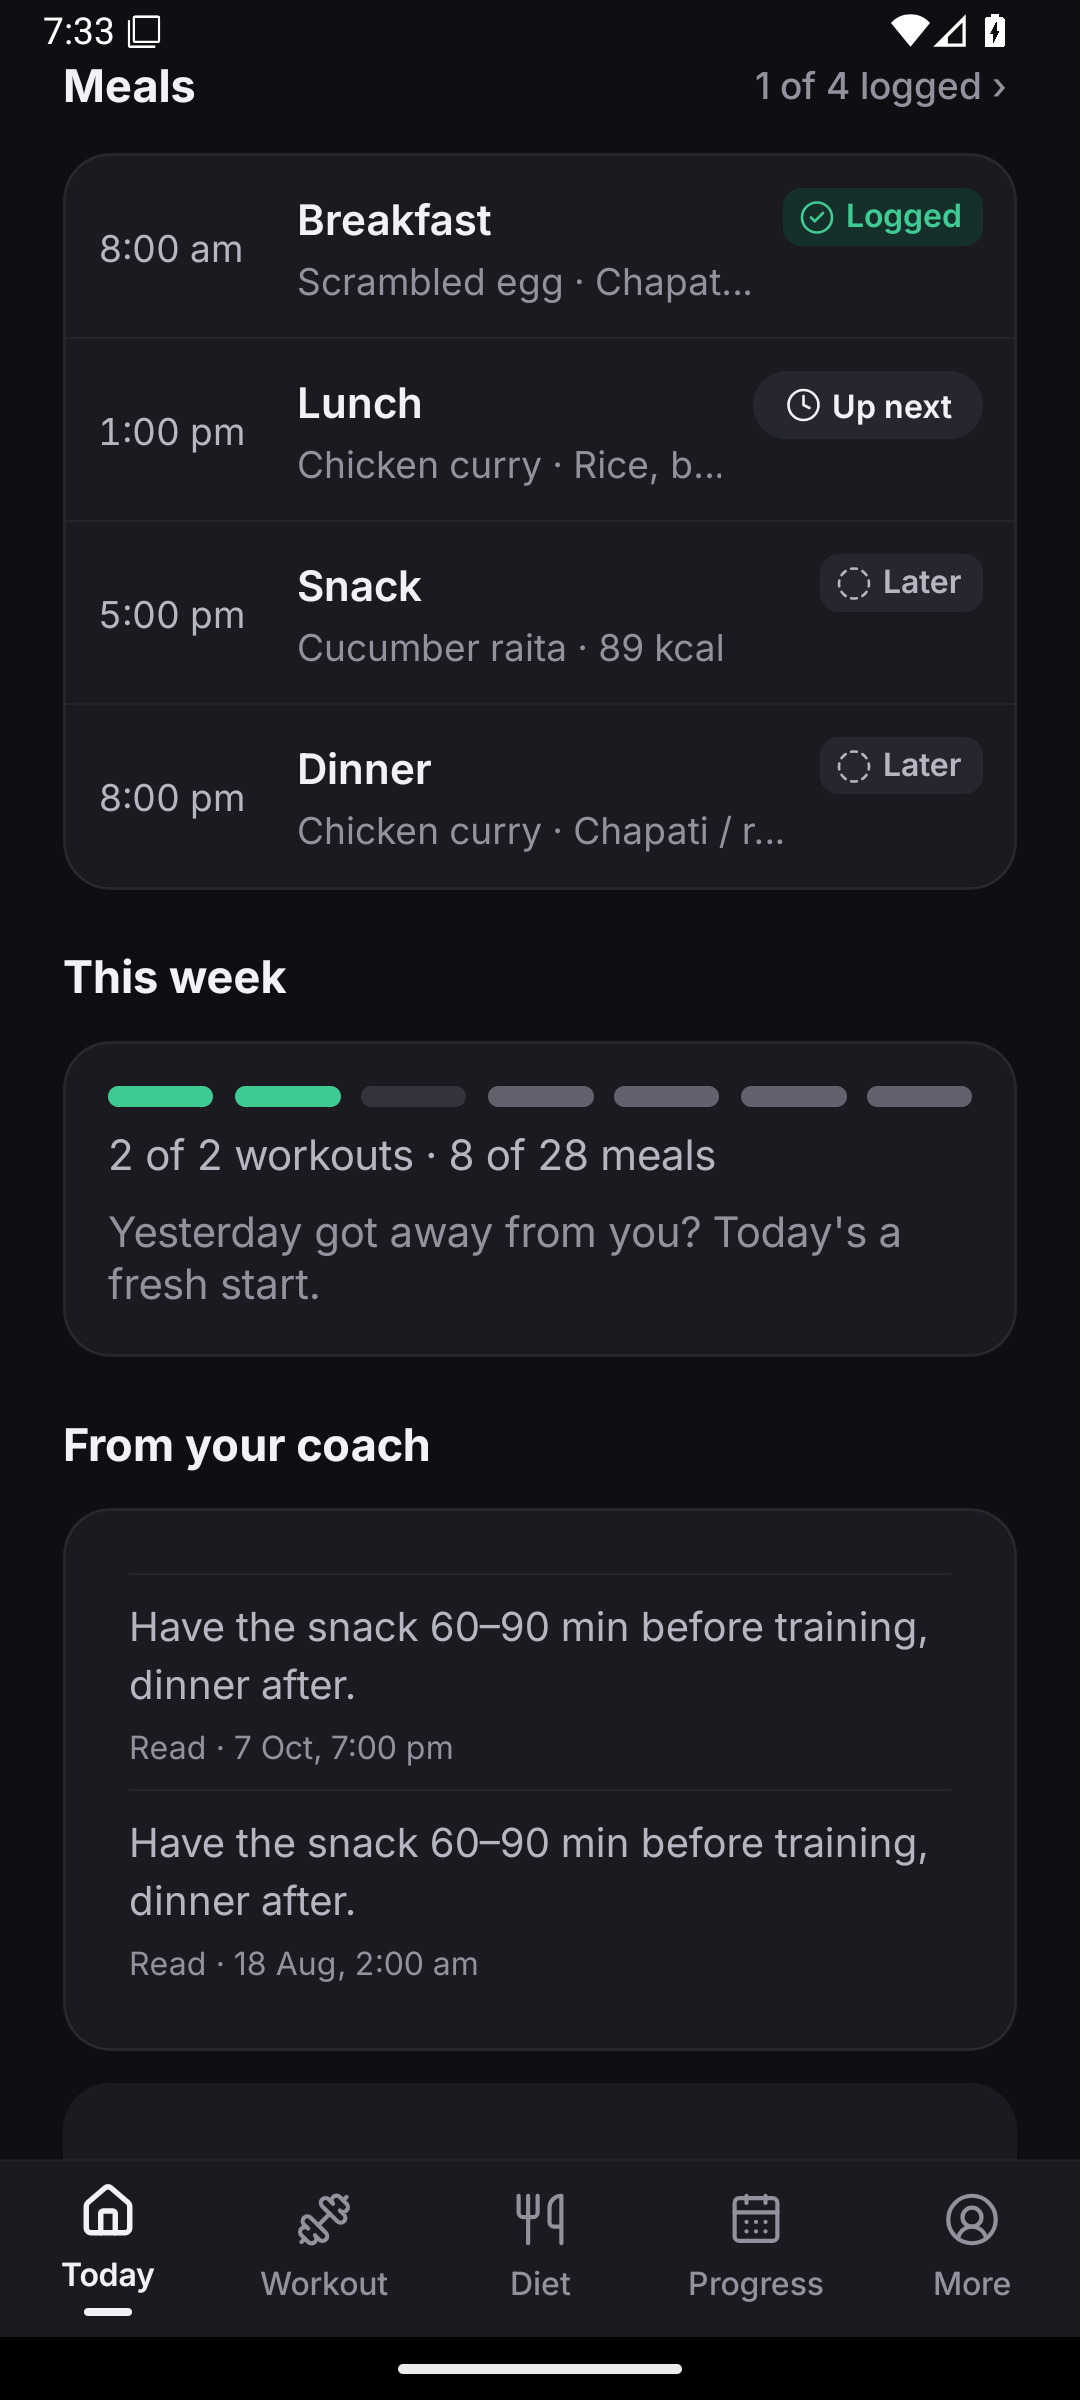 7:33
Meals
1 of 4 logged ›
8:00 am
Breakfast
Logged
Scrambled egg · Chapat...
1:00 pm
Lunch
Up next
Chicken curry · Rice, b...
5:00 pm
Snack
Later
Cucumber raita · 89 kcal
8:00 pm
Dinner
Later
Chicken curry · Chapati / r...
This week
2 of 2 workouts · 8 of 28 meals
Yesterday got away from you? Today's a
fresh start.
From your coach
Have the snack 60–90 min before training,
dinner after.
Read · 7 Oct, 7:00 pm
Have the snack 60–90 min before training,
dinner after.
Read · 18 Aug, 2:00 am
Today
Workout
Diet
Progress
More